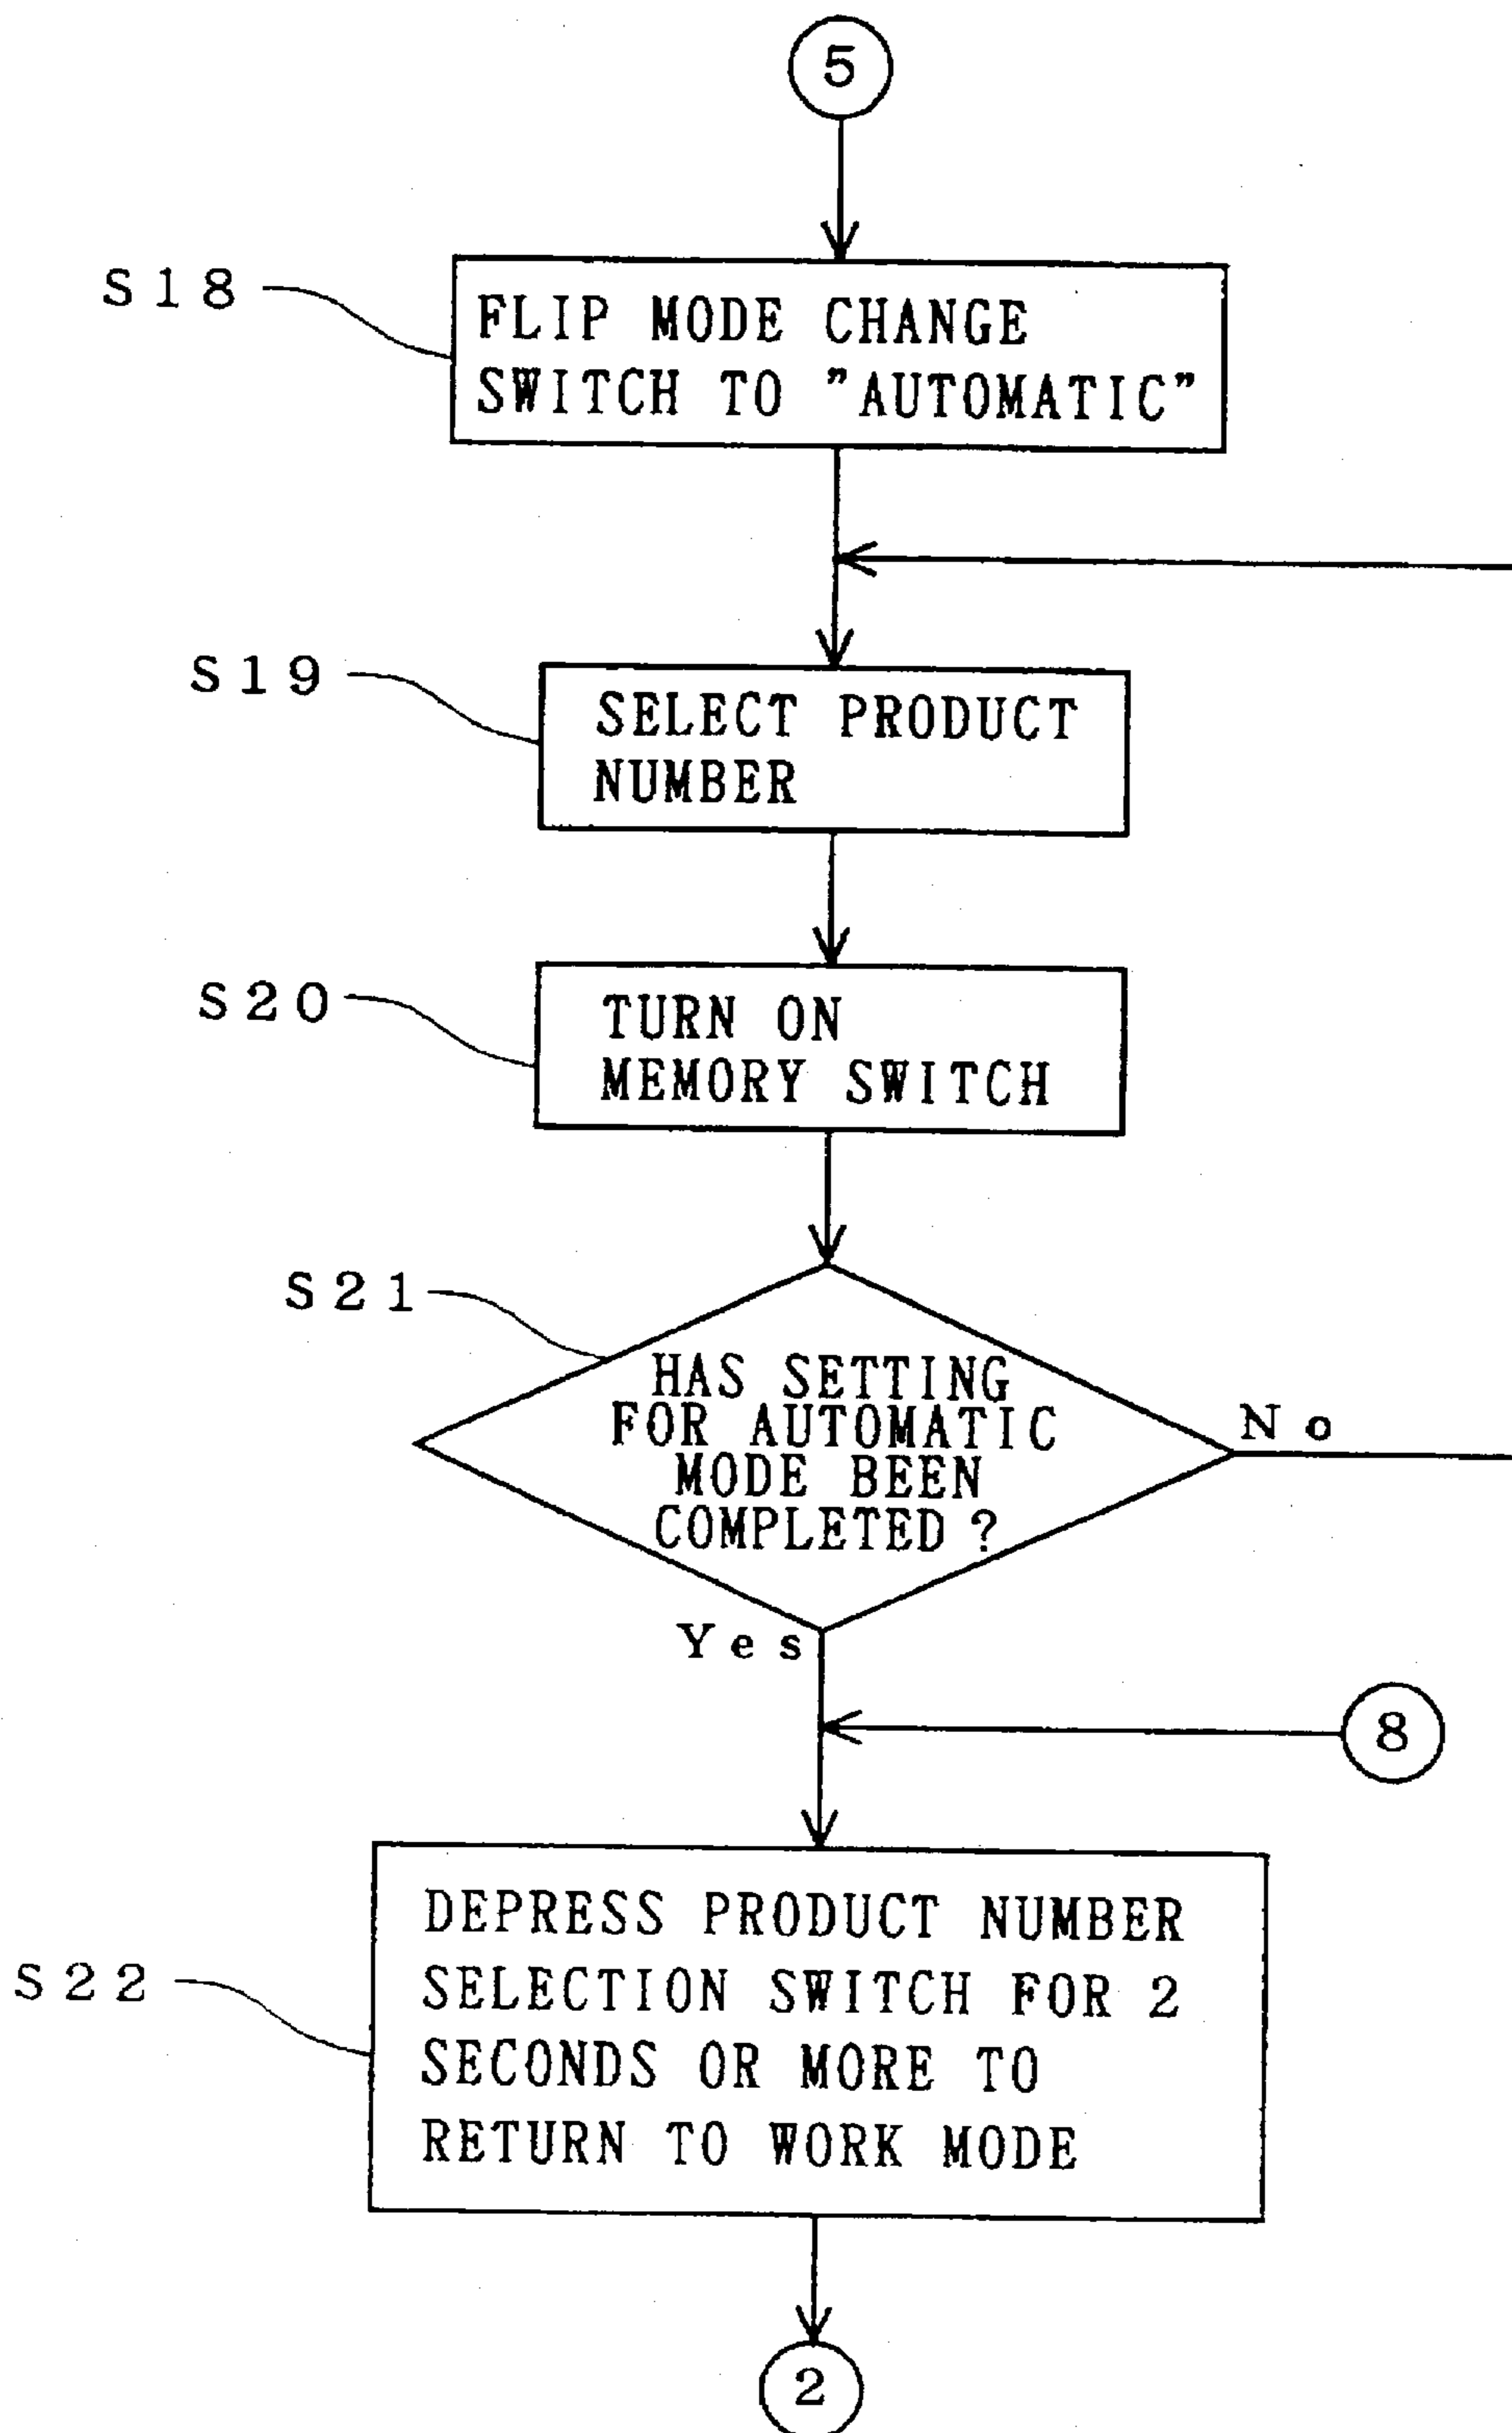 5
S18
FLIP MODE CHANGE
SWITCH TO ”AUTOMATIC”
S19
SELECT PRODUCT
NUMBER
S20
TURN ON
MEMORY SWITCH
S21
HAS SETTING
FOR AUTOMATIC
MODE BEEN
COMPLETED ?
No
Yes
8
S22
DEPRESS PRODUCT NUMBER
SELECTION SWITCH FOR 2
SECONDS OR MORE TO
RETURN TO WORK MODE
2